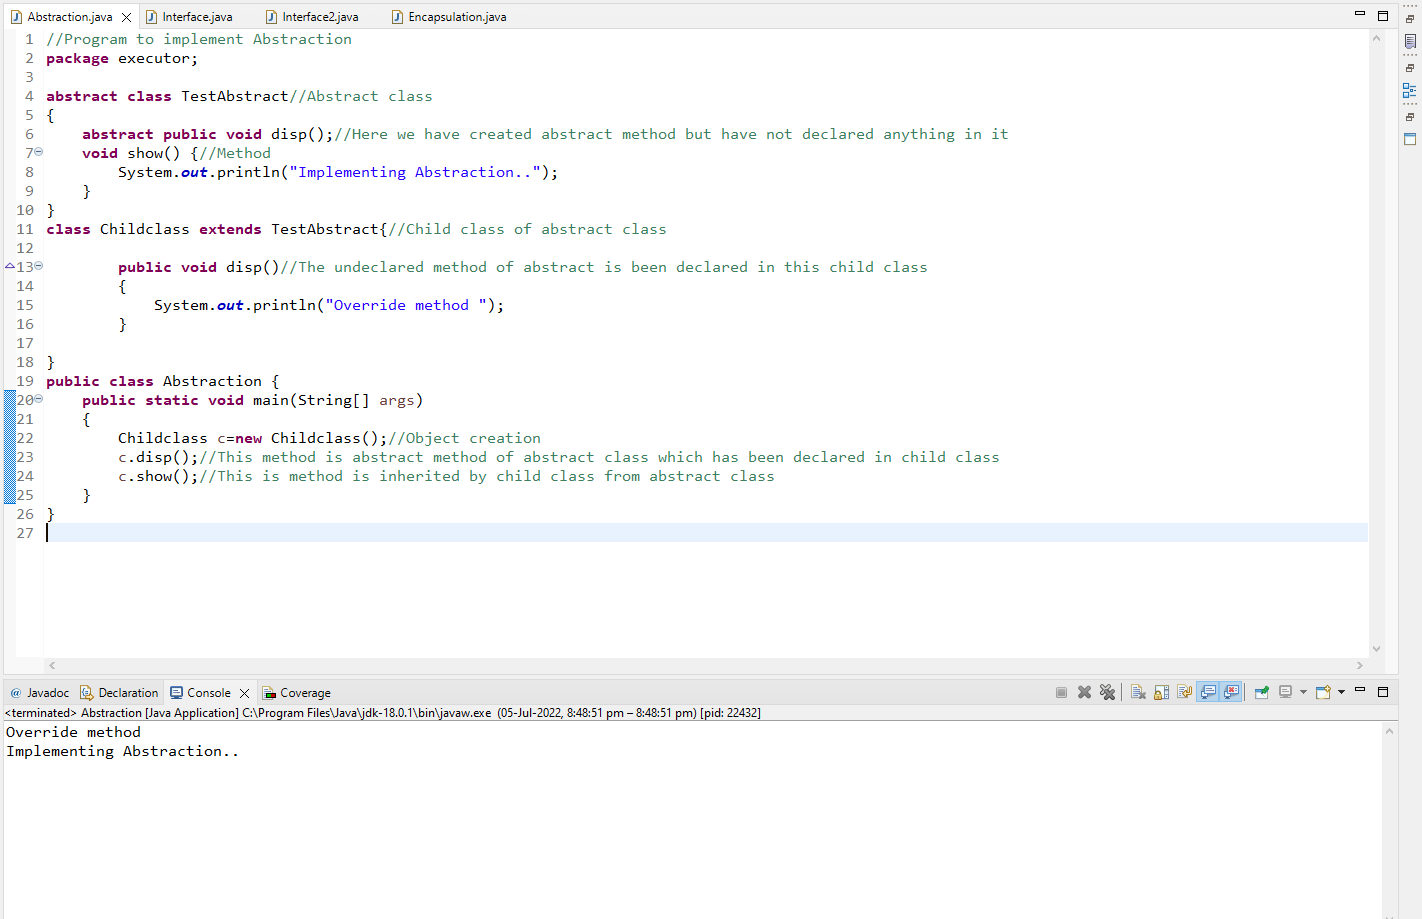 Abstraction.java Interface.java Interface2.java Encapsulation.java
1 //Program to implement Abstraction
2 package executor;
3
4 abstract class TestAbstract//Abstract class
5 {
6     abstract public void disp();//Here we have created abstract method but have not declared anything in it
7     void show() {//Method
8         System.out.println("Implementing Abstraction..");
9     }
10 }
11 class Childclass extends TestAbstract{//Child class of abstract class
12
13         public void disp()//The undeclared method of abstract is been declared in this child class
14         {
15             System.out.println("Override method ");
16         }
17
18 }
19 public class Abstraction {
20     public static void main(String[] args)
21     {
22         Childclass c=new Childclass();//Object creation
23         c.disp();//This method is abstract method of abstract class which has been declared in child class
24         c.show();//This is method is inherited by child class from abstract class
25     }
26 }
27
@ Javadoc Declaration Console Coverage
<terminated> Abstraction [Java Application] C:\Program Files\Java\jdk-18.0.1\bin\javaw.exe (05-Jul-2022, 8:48:51 pm – 8:48:51 pm) [pid: 22432]
Override method
Implementing Abstraction..